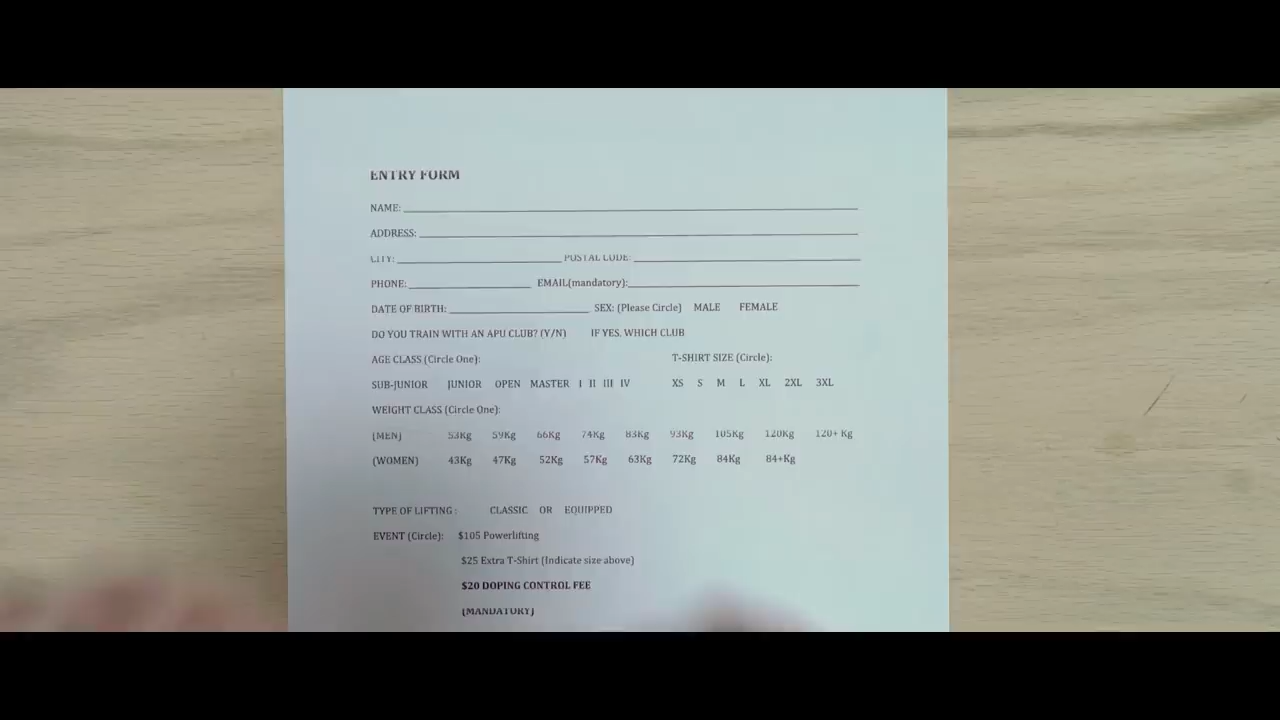 ENTRY FORM
NAME:
ADDRESS:
CITY: POSTAL CODE:
PHONE: EMAIL(mandatory):
DATE OF BIRTH: SEX: (Please Circle) MALE FEMALE
DO YOU TRAIN WITH AN APU CLUB? (Y/N) IF YES, WHICH CLUB
AGE CLASS (Circle One): T-SHIRT SIZE (Circle):
SUB-JUNIOR JUNIOR OPEN MASTER I II III IV XS S M L XL 2XL 3XL
WEIGHT CLASS (Circle One):
(MEN) 53Kg 59Kg 66Kg 74Kg 83Kg 93Kg 105Kg 120Kg 120+ Kg
(WOMEN) 43Kg 47Kg 52Kg 57Kg 63Kg 72Kg 84Kg 84+Kg
TYPE OF LIFTING : CLASSIC OR EQUIPPED
EVENT (Circle): $105 Powerlifting
$25 Extra T-Shirt (Indicate size above)
$20 DOPING CONTROL FEE
(MANDATORY)